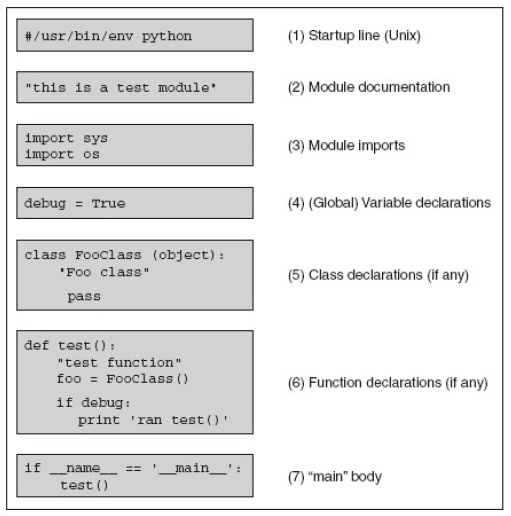 #/usr/bin/env python
(1) Startup line (Unix)
"this is a test module"
(2) Module documentation
import sys
import os
(3) Module imports
debug = True
(4) (Global) Variable declarations
class FooClass (object):
"Foo class"
pass
(5) Class declarations (if any)
def test():
"test function"
foo = FooClass()
if debug:
print 'ran test()'
(6) Function declarations (if any)
if __name__ == '__main__':
test()
(7) “main” body